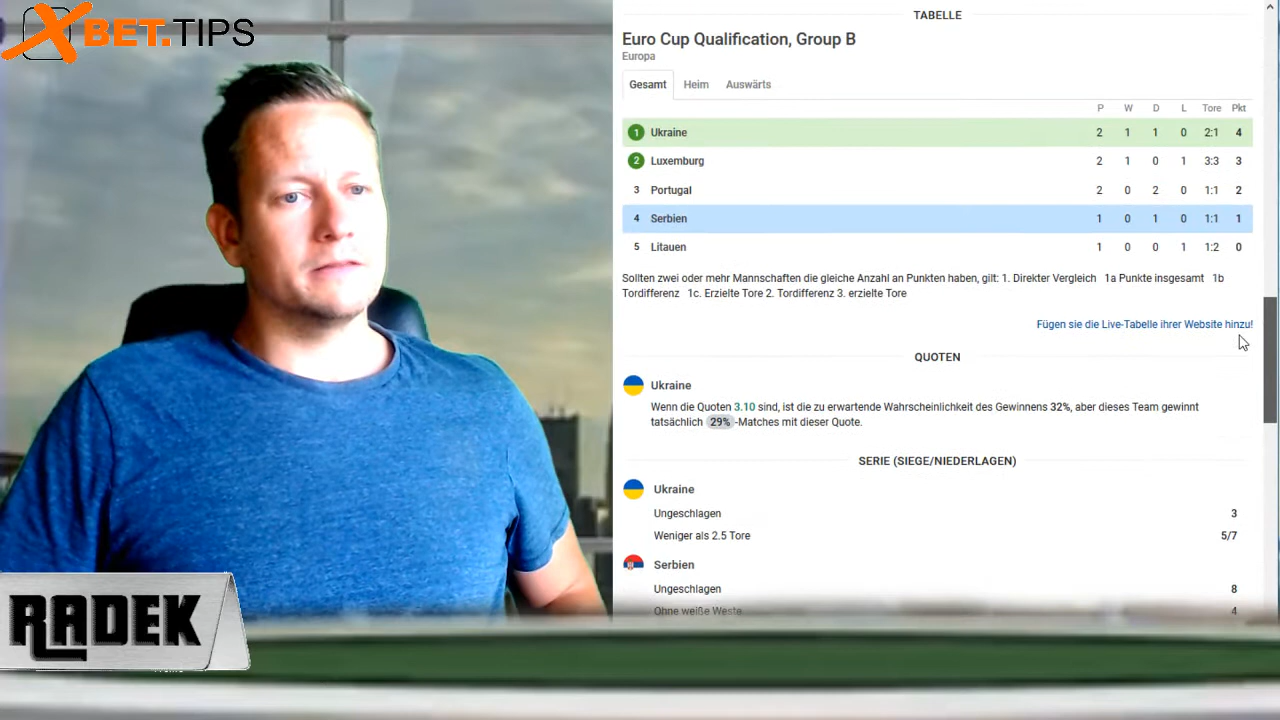 XBET.TIPS
RADEK
TABELLE
Euro Cup Qualification, Group B
Europa
Gesamt Heim Auswärts
P W D L Tore Pkt
1 Ukraine 2 1 1 0 2:1 4
2 Luxemburg 2 1 0 1 3:3 3
3 Portugal 2 0 2 0 1:1 2
4 Serbien 1 0 1 0 1:1 1
5 Litauen 1 0 0 1 1:2 0
Sollten zwei oder mehr Mannschaften die gleiche Anzahl an Punkten haben, gilt: 1. Direkter Vergleich 1a Punkte insgesamt 1b
Tordifferenz 1c. Erzielte Tore 2. Tordifferenz 3. erzielte Tore
Fügen sie die Live-Tabelle ihrer Website hinzu!
QUOTEN
Ukraine
Wenn die Quoten 3.10 sind, ist die zu erwartende Wahrscheinlichkeit des Gewinnens 32%, aber dieses Team gewinnt
tatsächlich 29% -Matches mit dieser Quote.
SERIE (SIEGE/NIEDERLAGEN)
Ukraine
Ungeschlagen 3
Weniger als 2.5 Tore 5/7
Serbien
Ungeschlagen 8
Ohne weiße Weste 4